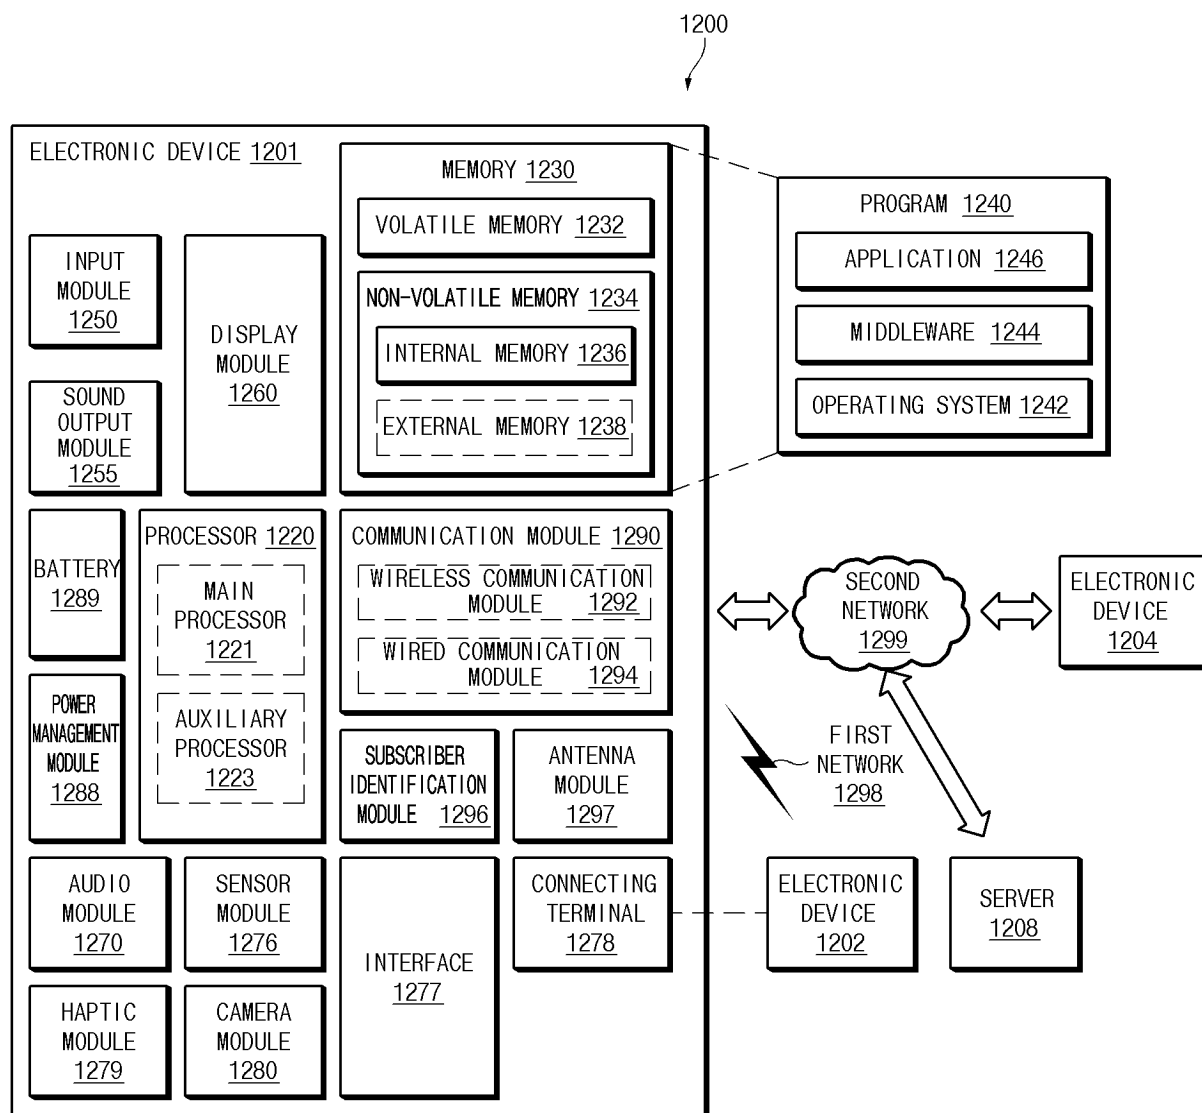 1200
ELECTRONIC DEVICE 1201
MEMORY 1230
VOLATILE MEMORY 1232
NON-VOLATILE MEMORY 1234
INTERNAL MEMORY 1236
EXTERNAL MEMORY 1238
PROGRAM 1240
APPLICATION 1246
MIDDLEWARE 1244
OPERATING SYSTEM 1242
INPUT
MODULE
1250
DISPLAY
MODULE
1260
SOUND
OUTPUT
MODULE
1255
BATTERY
1289
PROCESSOR 1220
MAIN
PROCESSOR
1221
AUXILIARY
PROCESSOR
1223
COMMUNICATION MODULE 1290
WIRELESS COMMUNICATION
MODULE 1292
WIRED COMMUNICATION
MODULE 1294
SECOND
NETWORK
1299
ELECTRONIC
DEVICE
1204
POWER
MANAGEMENT
MODULE
1288
SUBSCRIBER
IDENTIFICATION
MODULE 1296
ANTENNA
MODULE
1297
FIRST
NETWORK
1298
AUDIO
MODULE
1270
SENSOR
MODULE
1276
INTERFACE
1277
CONNECTING
TERMINAL
1278
ELECTRONIC
DEVICE
1202
SERVER
1208
HAPTIC
MODULE
1279
CAMERA
MODULE
1280